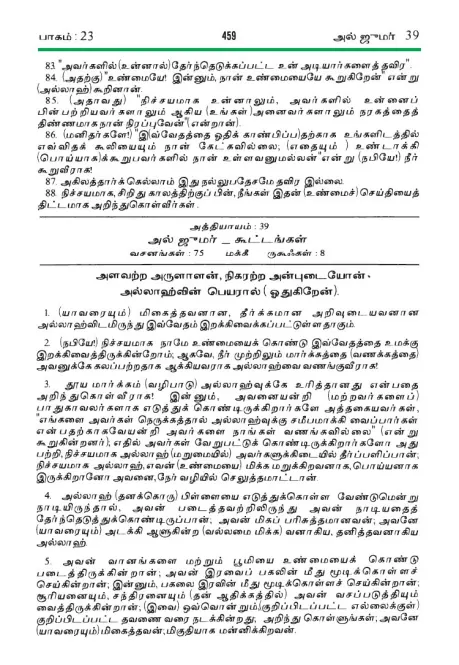 பாகம்: 23 459 அல் ஜுமர் 39
83. "அவர்களில் (உன்னால்) தேர்ந்தெடுக்கப்பட்ட உன் அடியார்களைத் தவிர".
84. (அதற்கு) "உண்மையே! இன்னும், நான் உண்மையையே கூறுகிறேன்" என்று
(அல்லாஹ்) கூறினான்.
85. (அதாவது) "நிச்சயமாக உன்னாலும், அவர்களில் உன்னைப்
பின்பற்றியவர்களாலும் ஆகிய (உங்கள்) அனைவர்களாலும் நரகத்தைத்
திண்ணமாக நான் நிரப்புவேன்" (என்றான்).
86. (மனிதர்களே!) "இ(வ்வேதத்தை ஓதிக் காண்பிப்ப)தற்காக உங்களிடத்தில்
எவ்விதக் கூலியையும் நான் கேட்கவில்லை; (எதையும் ) உண்டாக்கி
(பொய்யாக)க்கூறுபவர்களில் நான் உள்ளவனுமல்லன்" என்று (நபியே!) நீர்
கூறுவீராக!
87. அகிலத்தார்க்கெல்லாம் இது நல்லுபதேசமே தவிர இல்லை.
88. நிச்சயமாக, சிறிது காலத்திற்குப் பின், நீங்கள் இதன் (உண்மைச்) செய்தியைத்
திட்டமாக அறிந்துகொள்வீர்கள் .
அத்தியாயம் : 39
அல் ஜுமர் _ கூட்டங்கள்
வசனங்கள் : 75 மக்கீ ருகூஃகள் : 8
அளவற்ற அருளாளன், நிகரற்ற அன்புடையோன் -
அல்லாஹ்வின் பெயரால் ( ஓதுகிறேன்).
1. (யாவரையும்) மிகைத்தவனான, தீர்க்கமான அறிவுடையவனான
அல்லாஹ்விடமிருந்து இவ்வேதம் இறக்கிவைக்கப்பட்டுள்ளதாகும்.
2. (நபியே!) நிச்சயமாக நாமே உண்மையைக் கொண்டு இவ்வேதத்தை உமக்கு
இறக்கிவைத்திருக்கின்றோம்; ஆகவே, நீர் முற்றிலும் மார்க்கத்தை (வணக்கத்தை)
அவனுக்கே கலப்பற்றதாக ஆக்கியவராக அல்லாஹ்வை வணங்குவீராக!
3. தூய மார்க்கம் (வழிபாடு) அல்லாஹ்வுக்கே உரித்தானது என்பதை
அறிந்துகொள்வீராக! இன்னும், அவனையன்றி (மற்றவர்களைப்)
பாதுகாவலர்களாக எடுத்துக் கொண்டிருக்கிறார்களே அத்தகையவர்கள்,
"எங்களை அவர்கள் நெருக்கத்தால் அல்லாஹ்வுக்கு சமீபமாக்கி வைப்பார்கள்
என்பதற்காகவேயன்றி அவர்களை நாங்கள் வணங்கவில்லை" (என்று
கூறுகின்றனர்); எதில் அவர்கள் வேறுபட்டுக் கொண்டிருக்கிறார்களோ அது
பற்றி, நிச்சயமாக அல்லாஹ் (மறுமையில்) அவர்களுக்கிடையில் தீர்ப்பளிப்பான்;
நிச்சயமாக அல்லாஹ், எவன் (உண்மையை) மிக்க மறுக்கிறவனாக, பொய்யனாக
இருக்கிறானோ அவனை, நேர் வழியில் செலுத்தமாட்டான்.
4. அல்லாஹ் (தனக்கொரு) பிள்ளையை எடுத்துக்கொள்ள வேண்டுமென்று
நாடியிருந்தால், அவன் படைத்தவற்றிலிருந்து அவன் நாடியதைத்
தேர்ந்தெடுத்துக்கொண்டிருப்பான், அவன் மிகப் பரிசுத்தமானவன்; அவனே
(யாவரையும்) அடக்கி ஆளுகின்ற (வல்லமை மிக்க) வனாகிய, தனித்தவனாகிய
அல்லாஹ்.
5. அவன் வானங்களை மற்றும் பூமியை உண்மையைக் கொண்டு
படைத்திருக்கின்றான்; அவன் இரவைப் பகலின் மீது மூடிக்கொள்ளச்
செய்கின்றான்; இன்னும், பகலை இரவின் மீது மூடிக்கொள்ளச் செய்கின்றான்;
சூரியனையும், சந்திரனையும் (தன் ஆதிக்கத்தில்) அவன் வசப்படுத்தியும்
வைத்திருக்கின்றான்; (இவை) ஒவ்வொன்றும்(குறிப்பிடப்பட்ட எல்லைக்குள்)
குறிப்பிடப்பட்ட தவணை வரை நடக்கின்றது, அறிந்து கொள்ளுங்கள்; அவனே
(யாவரையும்) மிகைத்தவன்; மிகுதியாக மன்னிக்கிறவன்.